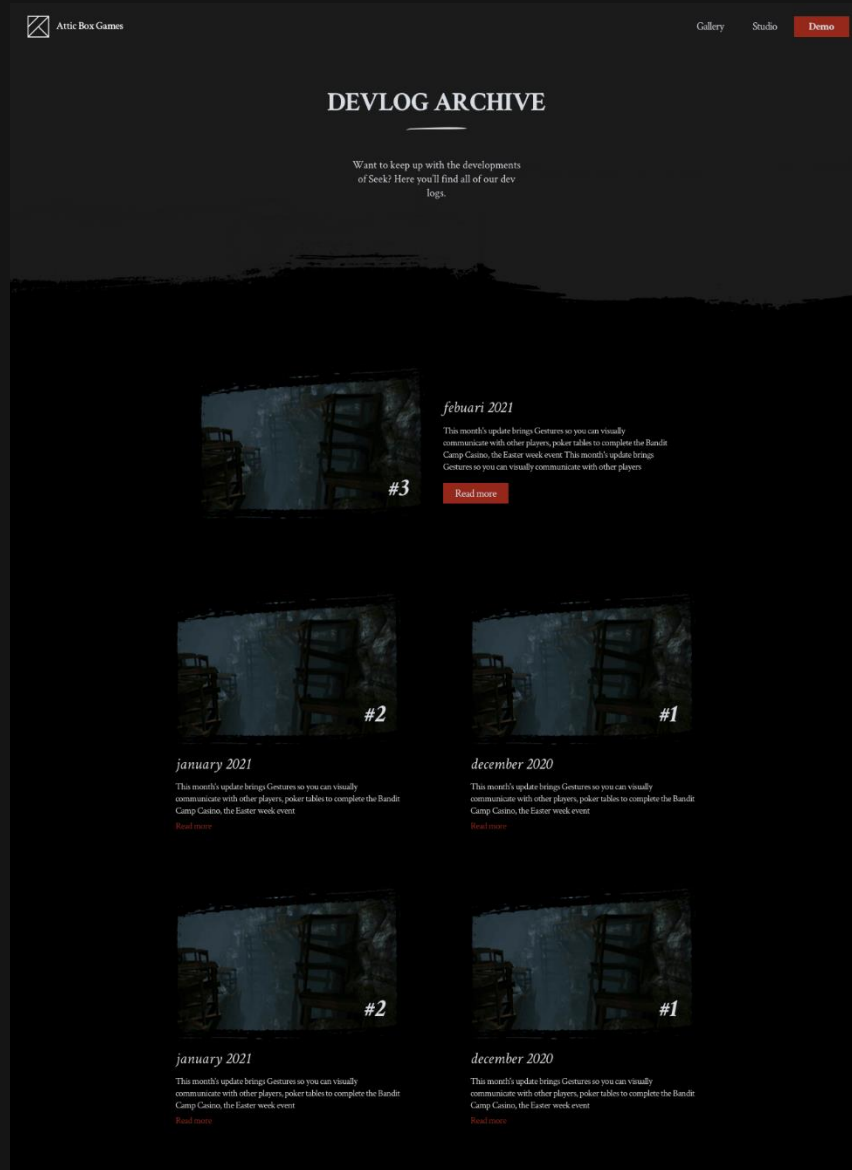 Attic Box Games
Gallery
Studio
Demo
DEVLOG ARCHIVE
Want to keep up with the developments
of Seek? Here you'll find all of our dev
logs.
#3
febuari 2021
This month's update brings Gestures so you can visually
communicate with other players, poker tables to complete the Bandit
Camp Casino, the Easter week event This month's update brings
Gestures so you can visually communicate with other players
Read more
#2
january 2021
This month's update brings Gestures so you can visually
communicate with other players, poker tables to complete the Bandit
Camp Casino, the Easter week event
Read more
#1
december 2020
This month's update brings Gestures so you can visually
communicate with other players, poker tables to complete the Bandit
Camp Casino, the Easter week event
Read more
#2
january 2021
This month's update brings Gestures so you can visually
communicate with other players, poker tables to complete the Bandit
Camp Casino, the Easter week event
Read more
#1
december 2020
This month's update brings Gestures so you can visually
communicate with other players, poker tables to complete the Bandit
Camp Casino, the Easter week event
Read more